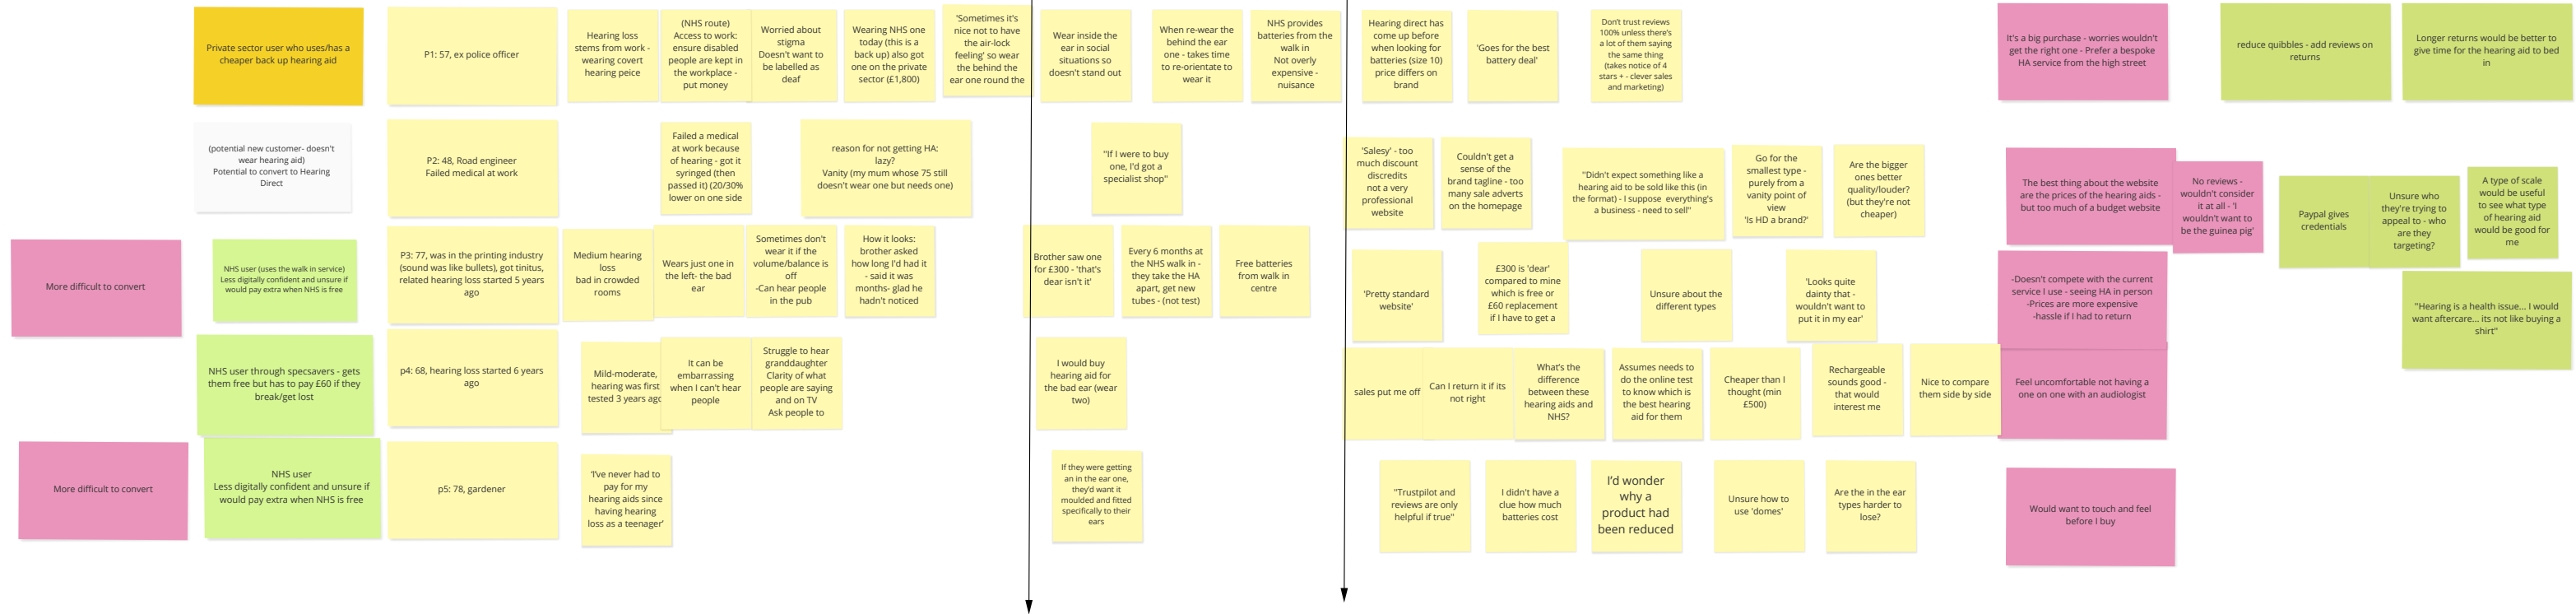 Private sector user who uses/has a
cheaper back up hearing aid
P1: 57, ex police officer
Hearing loss
stems from work -
wearing covert
hearing peice
(NHS route)
Access to work:
ensure disabled
people are kept in
the workplace -
put money
Worried about
stigma
Doesn't want to
be labelled as
deaf
Wearing NHS one
today (this is a
back up) also got
one on the private
sector (£1,800)
'Sometimes it's
nice not to have
the air-lock
feeling' so wear
the behind the
ear one round the
Wear inside the
ear in social
situations so
doesn't stand out
When re-wear the
behind the ear
one - takes time
to re-orientate to
wear it
NHS provides
batteries from the
walk in
Not overly
expensive -
nuisance
Hearing direct has
come up before
when looking for
batteries (size 10)
price differs on
brand
'Goes for the best
battery deal'
Don't trust reviews
100% unless there's
a lot of them saying
the same thing
(takes notice of 4
stars + - clever sales
and marketing)
It's a big purchase - worries wouldn't
get the right one - Prefer a bespoke
HA service from the high street
reduce quibbles - add reviews on
returns
Longer returns would be better to
give time for the hearing aid to bed
in
(potential new customer- doesn't
wear hearing aid)
Potential to convert to Hearing
Direct
P2: 48, Road engineer
Failed medical at work
Failed a medical
at work because
of hearing - got it
syringed (then
passed it) (20/30%
lower on one side
reason for not getting HA:
lazy?
Vanity (my mum whose 75 still
doesn't wear one but needs one)
"If I were to buy
one, I'd got a
specialist shop"
'Salesy' - too
much discount
discredits
not a very
professional
website
Couldn't get a
sense of the
brand tagline - too
many sale adverts
on the homepage
"Didn't expect something like a
hearing aid to be sold like this (in
the format) - I suppose everything's
a business - need to sell"
Go for the
smallest type -
purely from a
vanity point of
view
'Is HD a brand?'
Are the bigger
ones better
quality/louder?
(but they're not
cheaper)
The best thing about the website
are the prices of the hearing aids -
but too much of a budget website
No reviews -
wouldn't consider
it at all - 'I
wouldn't want to
be the guinea pig'
Paypal gives
credentials
Unsure who
they're trying to
appeal to - who
are they
targeting?
A type of scale
would be useful
to see what type
of hearing aid
would be good for
me
More difficult to convert
NHS user (uses the walk in service)
Less digitally confident and unsure if
would pay extra when NHS is free
P3: 77, was in the printing industry
(sound was like bullets), got tinitus,
related hearing loss started 5 years
ago
Medium hearing
loss
bad in crowded
rooms
Wears just one in
the left- the bad
ear
Sometimes don't
wear it if the
volume/balance is
off
-Can hear people
in the pub
How it looks:
brother asked
how long I'd had it
- said it was
months- glad he
hadn't noticed
Brother saw one
for £300 - 'that's
dear isn't it'
Every 6 months at
the NHS walk in -
they take the HA
apart, get new
tubes - (not test)
Free batteries
from walk in
centre
'Pretty standard
website'
£300 is 'dear'
compared to mine
which is free or
£60 replacement
if I have to get a
Unsure about the
different types
'Looks quite
dainty that -
wouldn't want to
put it in my ear'
-Doesn't compete with the current
service I use - seeing HA in person
-Prices are more expensive
-hassle if I had to return
"Hearing is a health issue... I would
want aftercare... its not like buying a
shirt"
NHS user through specsavers - gets
them free but has to pay £60 if they
break/get lost
p4: 68, hearing loss started 6 years
ago
Mild-moderate,
hearing was first
tested 3 years ago
It can be
embarrassing
when I can't hear
people
Struggle to hear
granddaughter
Clarity of what
people are saying
and on TV
Ask people to
I would buy
hearing aid for
the bad ear (wear
two)
sales put me off
Can I return it if its
not right
What's the
difference
between these
hearing aids and
NHS?
Assumes needs to
do the online test
to know which is
the best hearing
aid for them
Cheaper than I
thought (min
£500)
Rechargeable
sounds good -
that would
interest me
Nice to compare
them side by side
Feel uncomfortable not having a
one on one with an audiologist
More difficult to convert
NHS user
Less digitally confident and unsure if
would pay extra when NHS is free
p5: 78, gardener
'I've never had to
pay for my
hearing aids since
having hearing
loss as a teenager'
If they were getting
an in the ear one,
they'd want it
moulded and fitted
specifically to their
ears
"Trustpilot and
reviews are only
helpful if true"
I didn't have a
clue how much
batteries cost
I'd wonder
why a
product had
been reduced
Unsure how to
use 'domes'
Are the in the ear
types harder to
lose?
Would want to touch and feel
before I buy